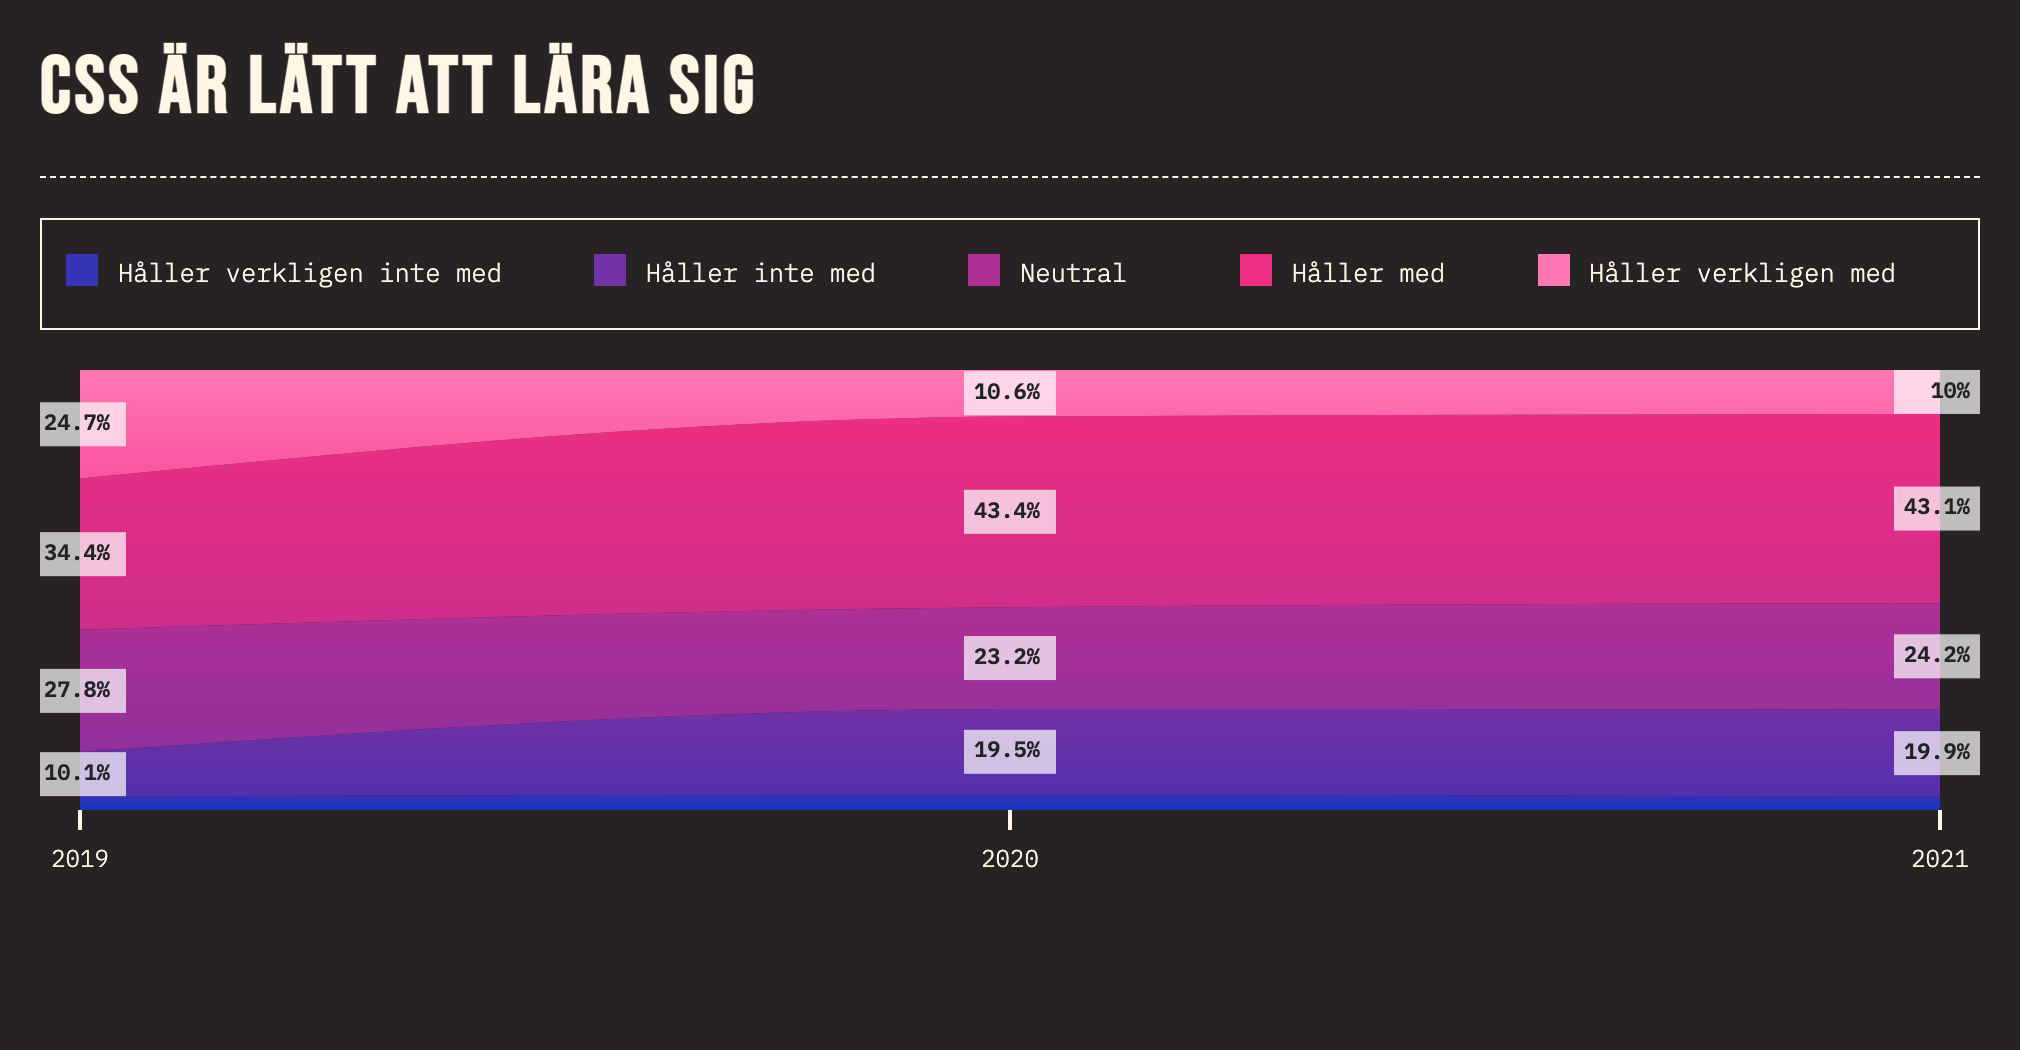 CSS ÄR LÄTT ATT LÄRA SIG
Håller verkligen inte med Håller inte med Neutral Håller med Håller verkligen med
24.7% 10.6% 10%
34.4% 43.4% 43.1%
27.8% 23.2% 24.2%
10.1% 19.5% 19.9%
2019 2020 2021